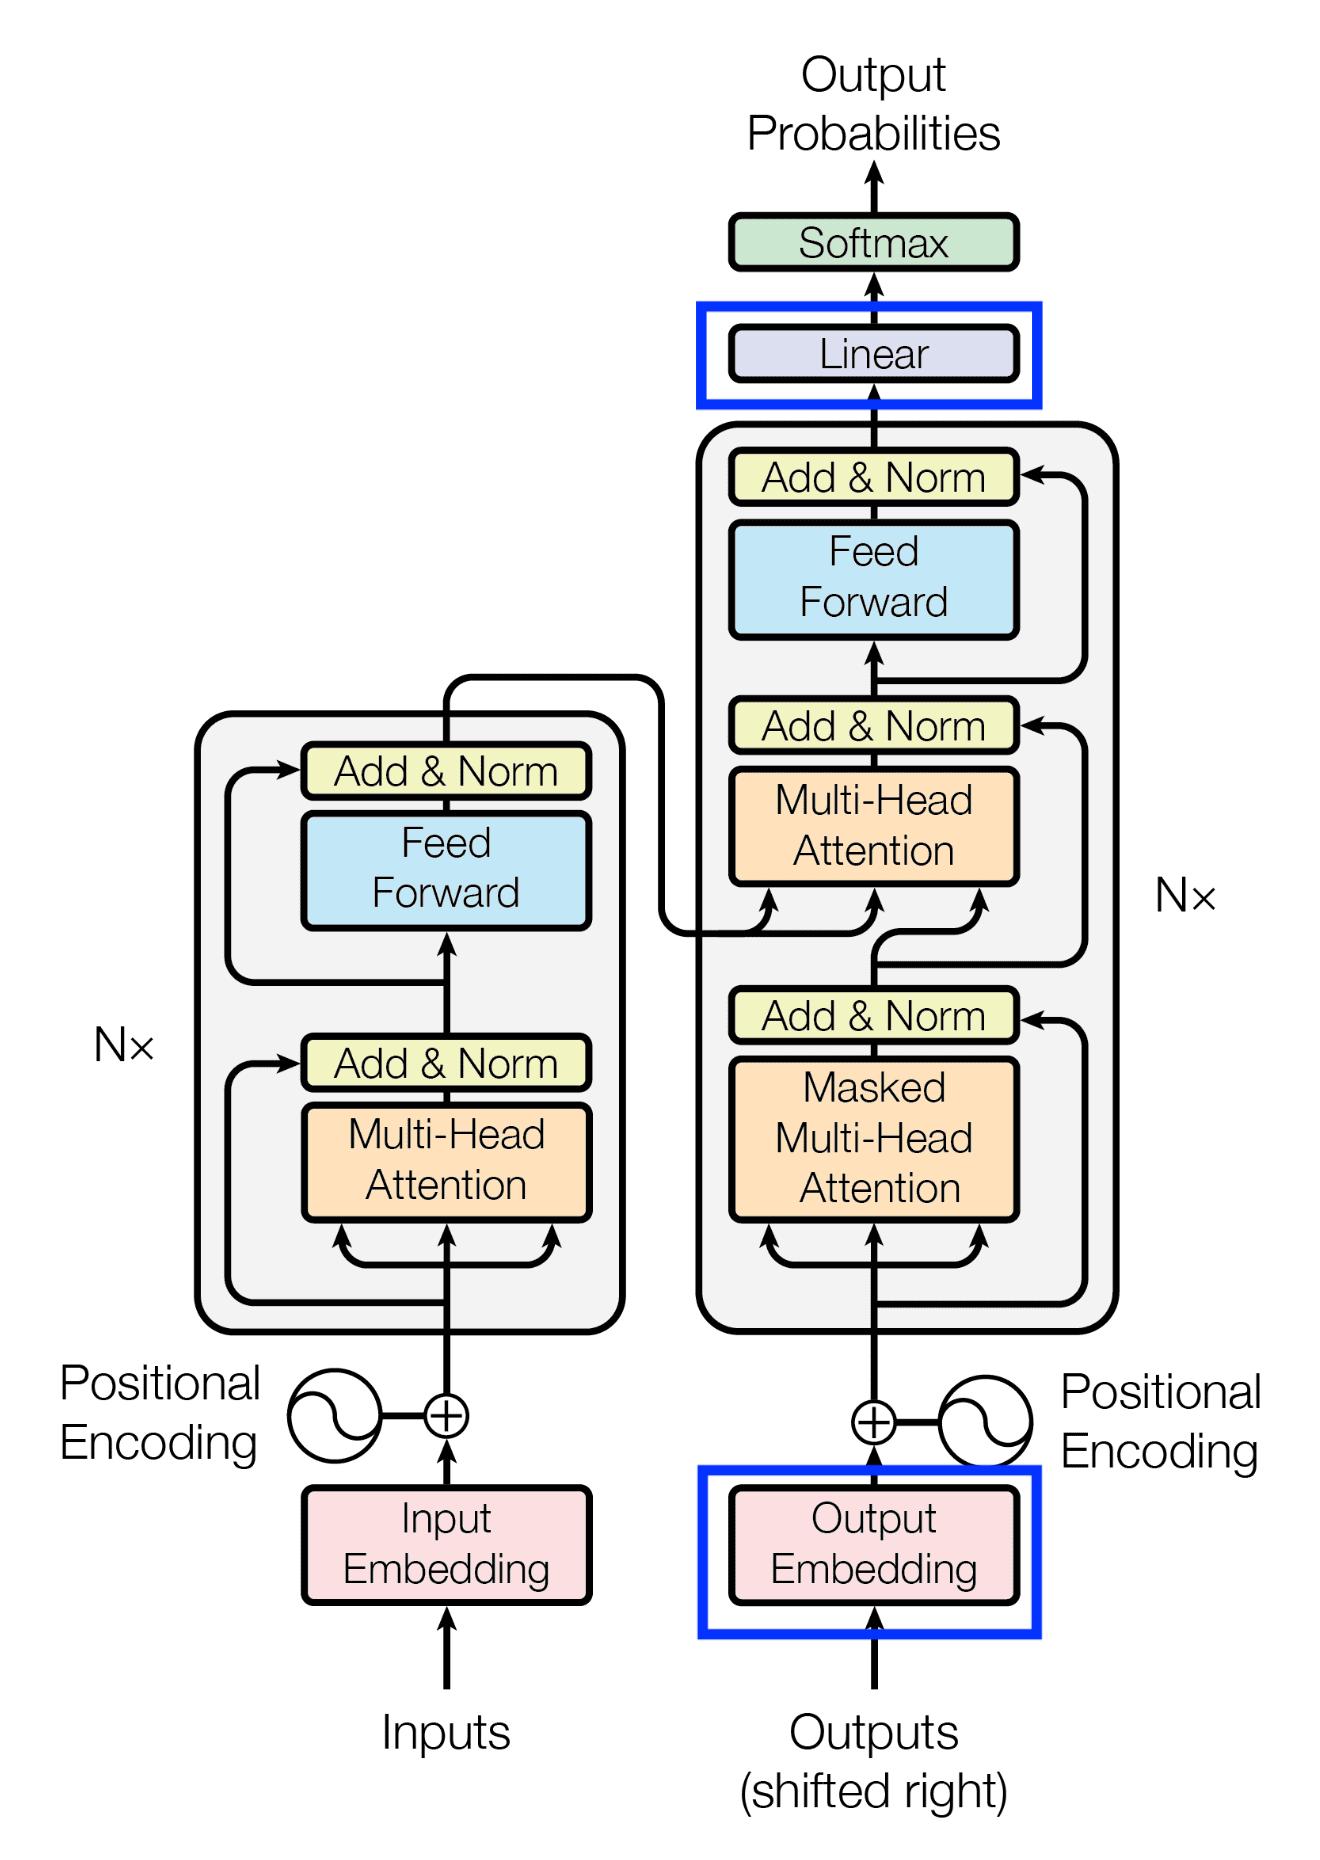 Output
Probabilities
Softmax
Linear
Add & Norm
Feed
Forward
Add & Norm
Multi-Head
Attention
N×
Add & Norm
Masked
Multi-Head
Attention
Add & Norm
Feed
Forward
N×
Add & Norm
Multi-Head
Attention
Positional
Encoding
Positional
Encoding
Input
Embedding
Output
Embedding
Inputs
Outputs
(shifted right)